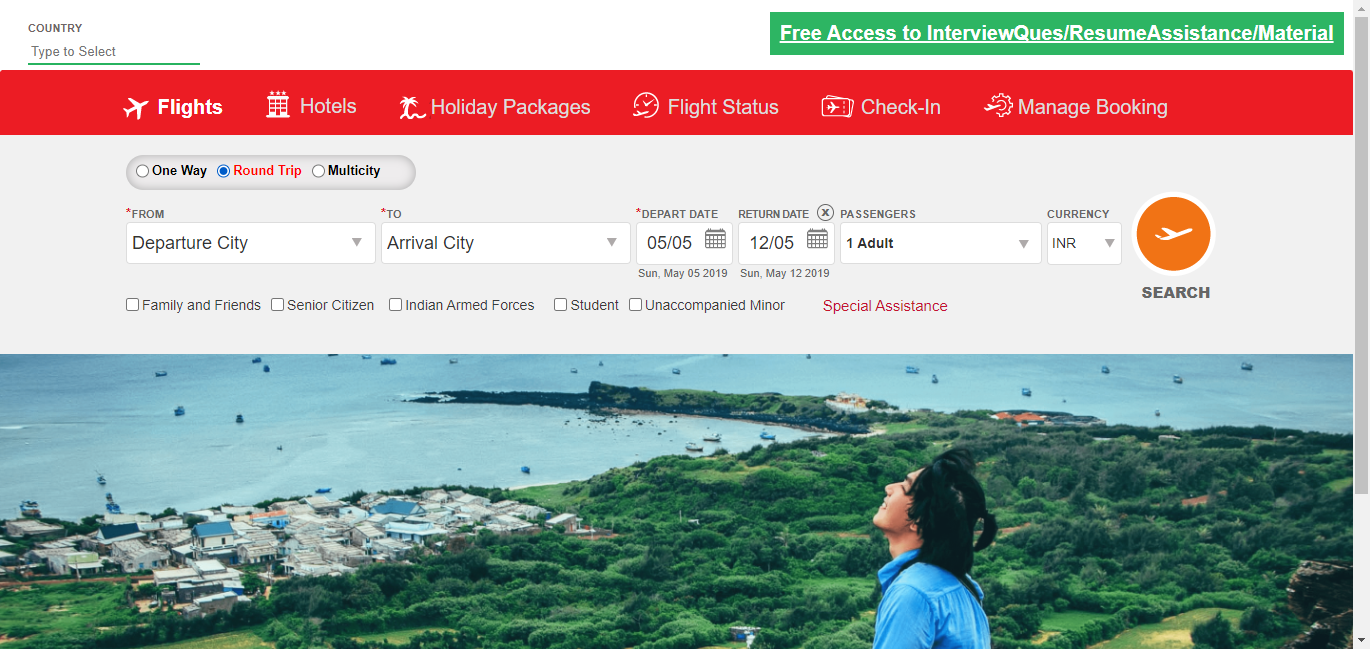 COUNTRY
Type to Select
Free Access to InterviewQues/ResumeAssistance/Material
Flights
Hotels
Holiday Packages
Flight Status
Check-In
Manage Booking
One Way
Round Trip
Multicity
*FROM
*TO
*DEPART DATE
RETURN DATE
PASSENGERS
CURRENCY
Departure City
Arrival City
05/05
12/05
1 Adult
INR
Sun, May 05 2019
Sun, May 12 2019
SEARCH
Family and Friends
Senior Citizen
Indian Armed Forces
Student
Unaccompanied Minor
Special Assistance